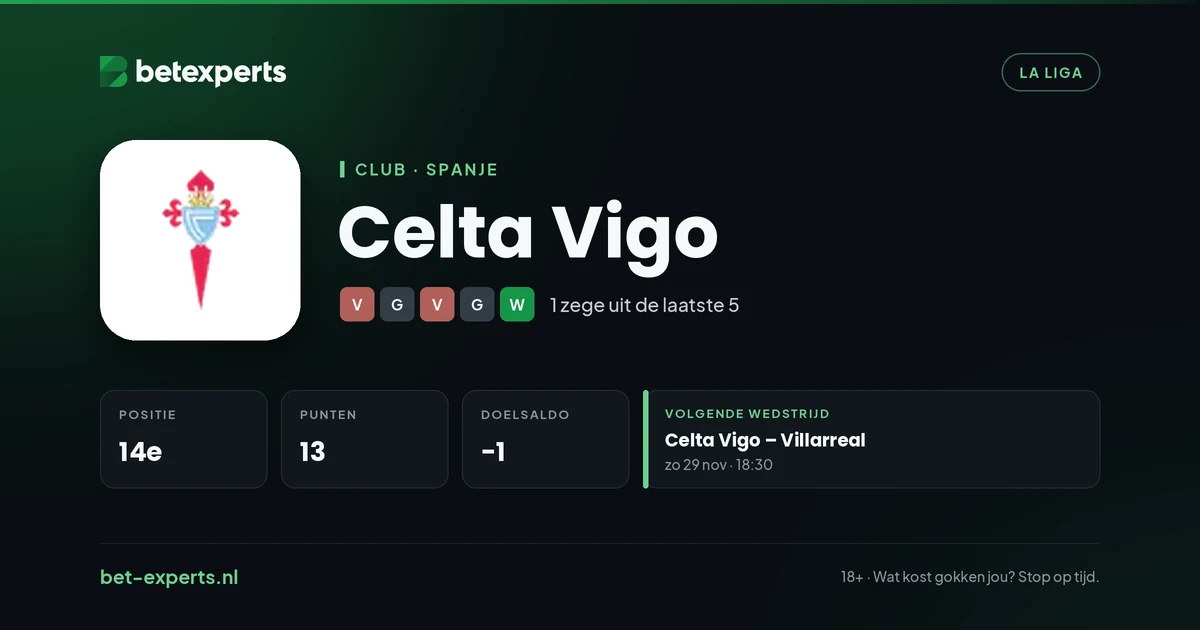 betexperts
LA LIGA
CLUB · SPANJE
Celta Vigo
V G V G W 1 zege uit de laatste 5
POSITIE
14e
PUNTEN
13
DOELSALDO
−1
VOLGENDE WEDSTRIJD
Celta Vigo – Villarreal
zo 29 nov · 18:30
bet-experts.nl
18+ · Wat kost gokken jou? Stop op tijd.